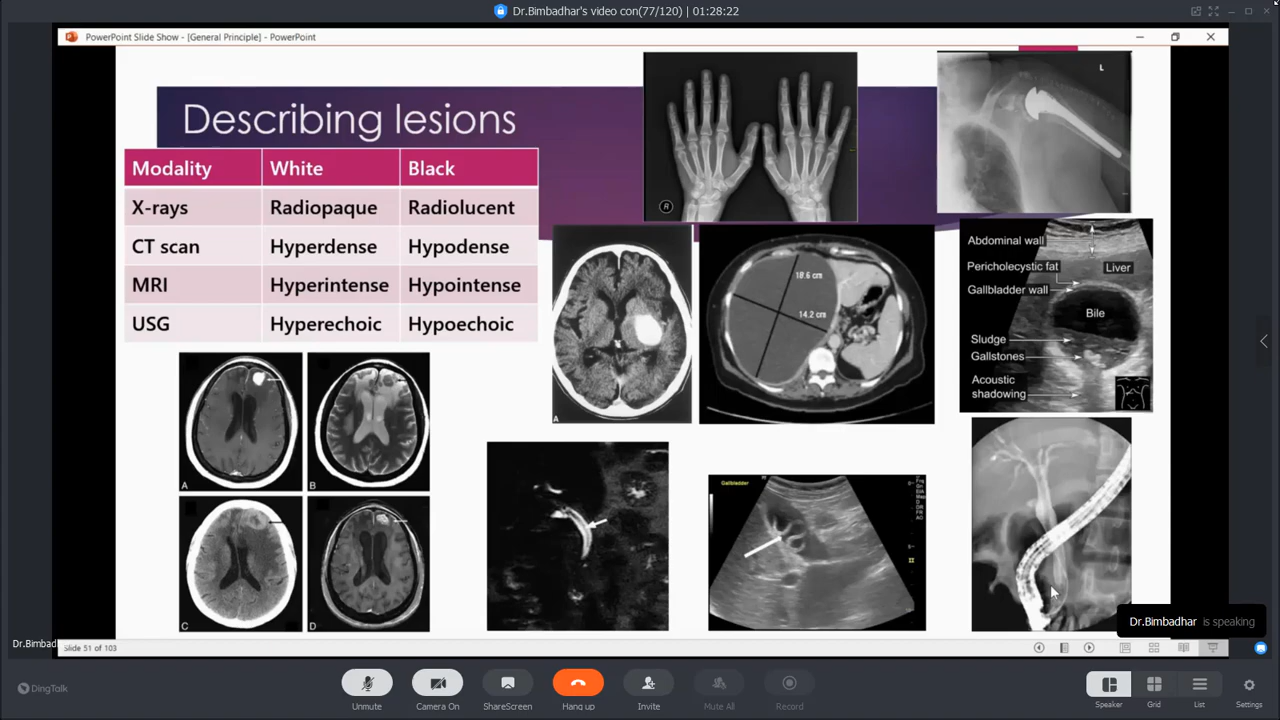 Dr.Bimbadhar's video con(77/120) | 01:28:22
PowerPoint Slide Show - [General Principle] - PowerPoint
Describing lesions
Modality White Black
X-rays Radiopaque Radiolucent
CT scan Hyperdense Hypodense
MRI Hyperintense Hypointense
USG Hyperechoic Hypoechoic
R
L
A
18.6 cm
14.2 cm
Abdominal wall
Pericholecystic fat
Liver
Gallbladder wall
Bile
Sludge
Gallstones
Acoustic
shadowing
A
B
C
D
Gallbladder
Dr.Bimbadhar is speaking
Dr.Bimbad
Slide 51 of 103
DingTalk
Unmute
Camera On
ShareScreen
Hang up
Invite
Mute All
Record
Speaker
Grid
List
Settings